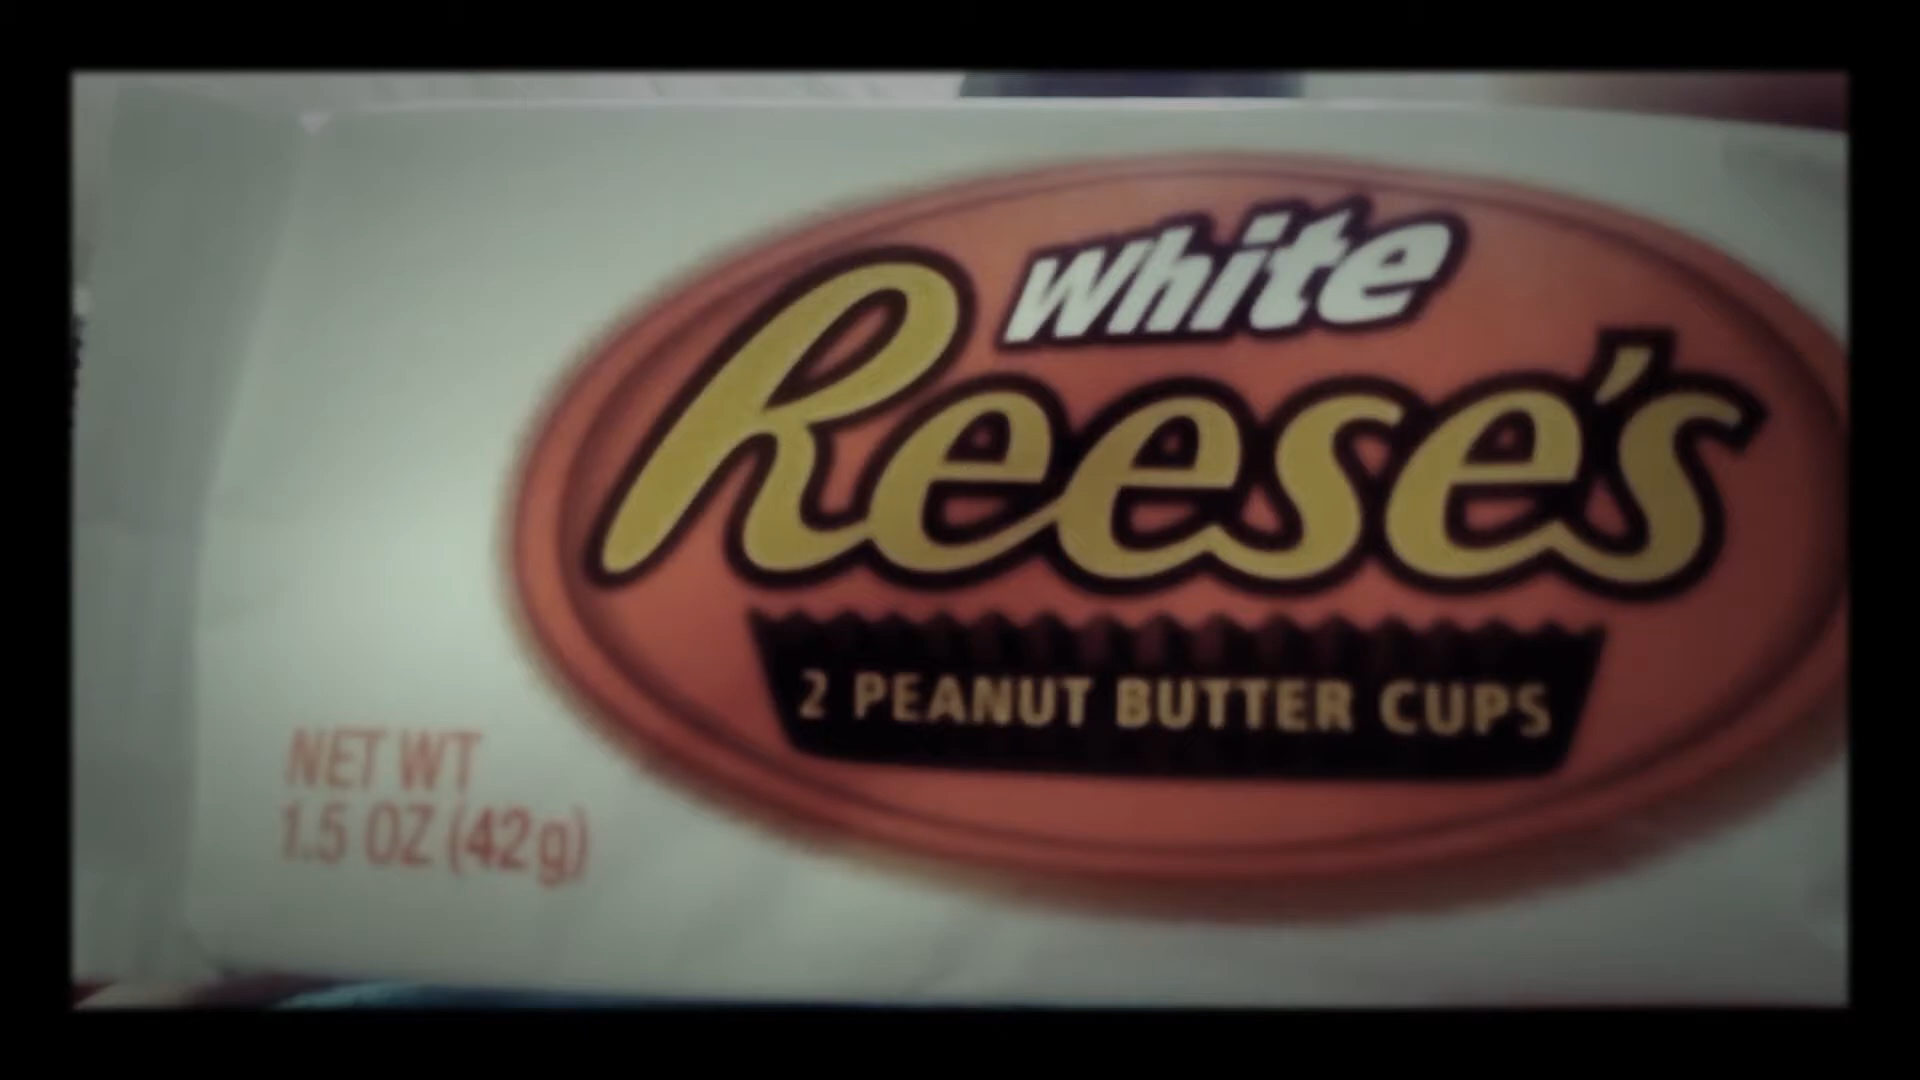 White
Reese's
2 PEANUT BUTTER CUPS
NET WT
1.5 OZ (42g)